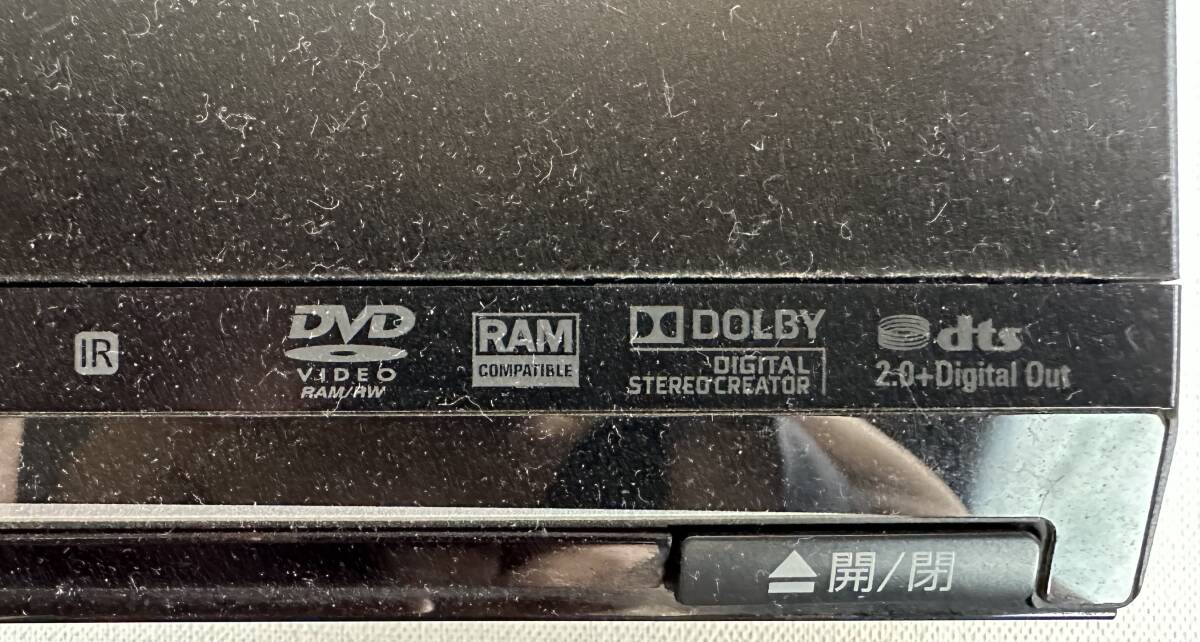 IR
DVD
VIDEO
RAM/RW
RAM
COMPATIBLE
DOLBY
DIGITAL
STEREO CREATOR
dts
2.0+Digital Out
開/閉